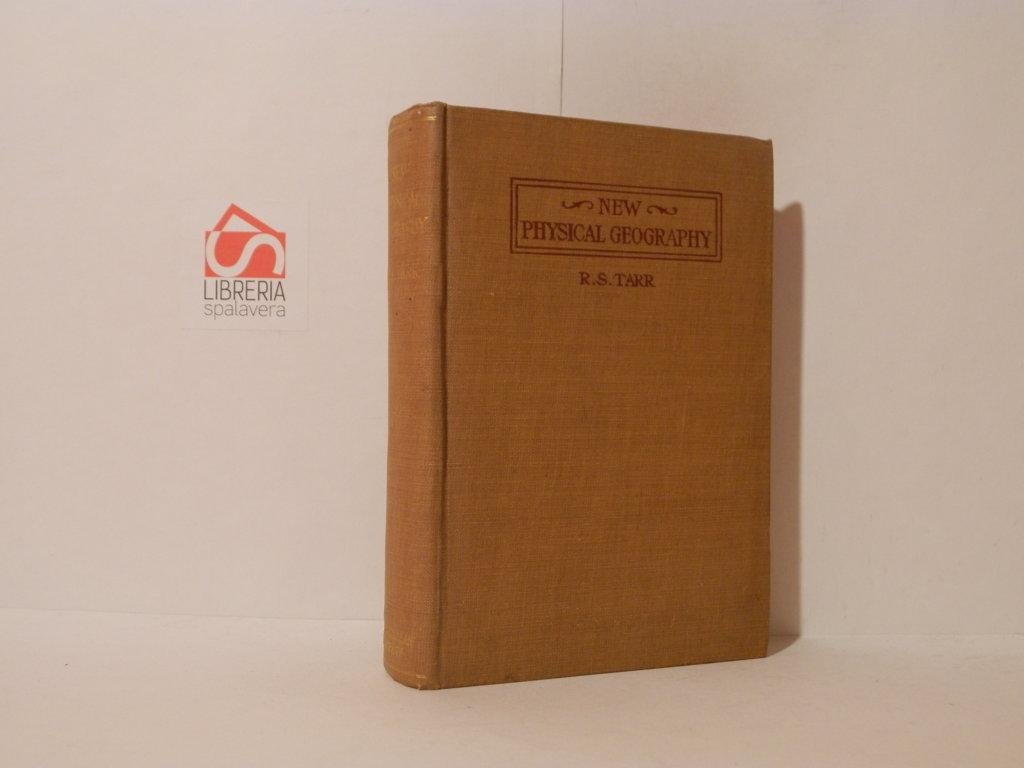 NEW
PHYSICAL GEOGRAPHY
R.S. TARR
LIBRERIA
spalavera